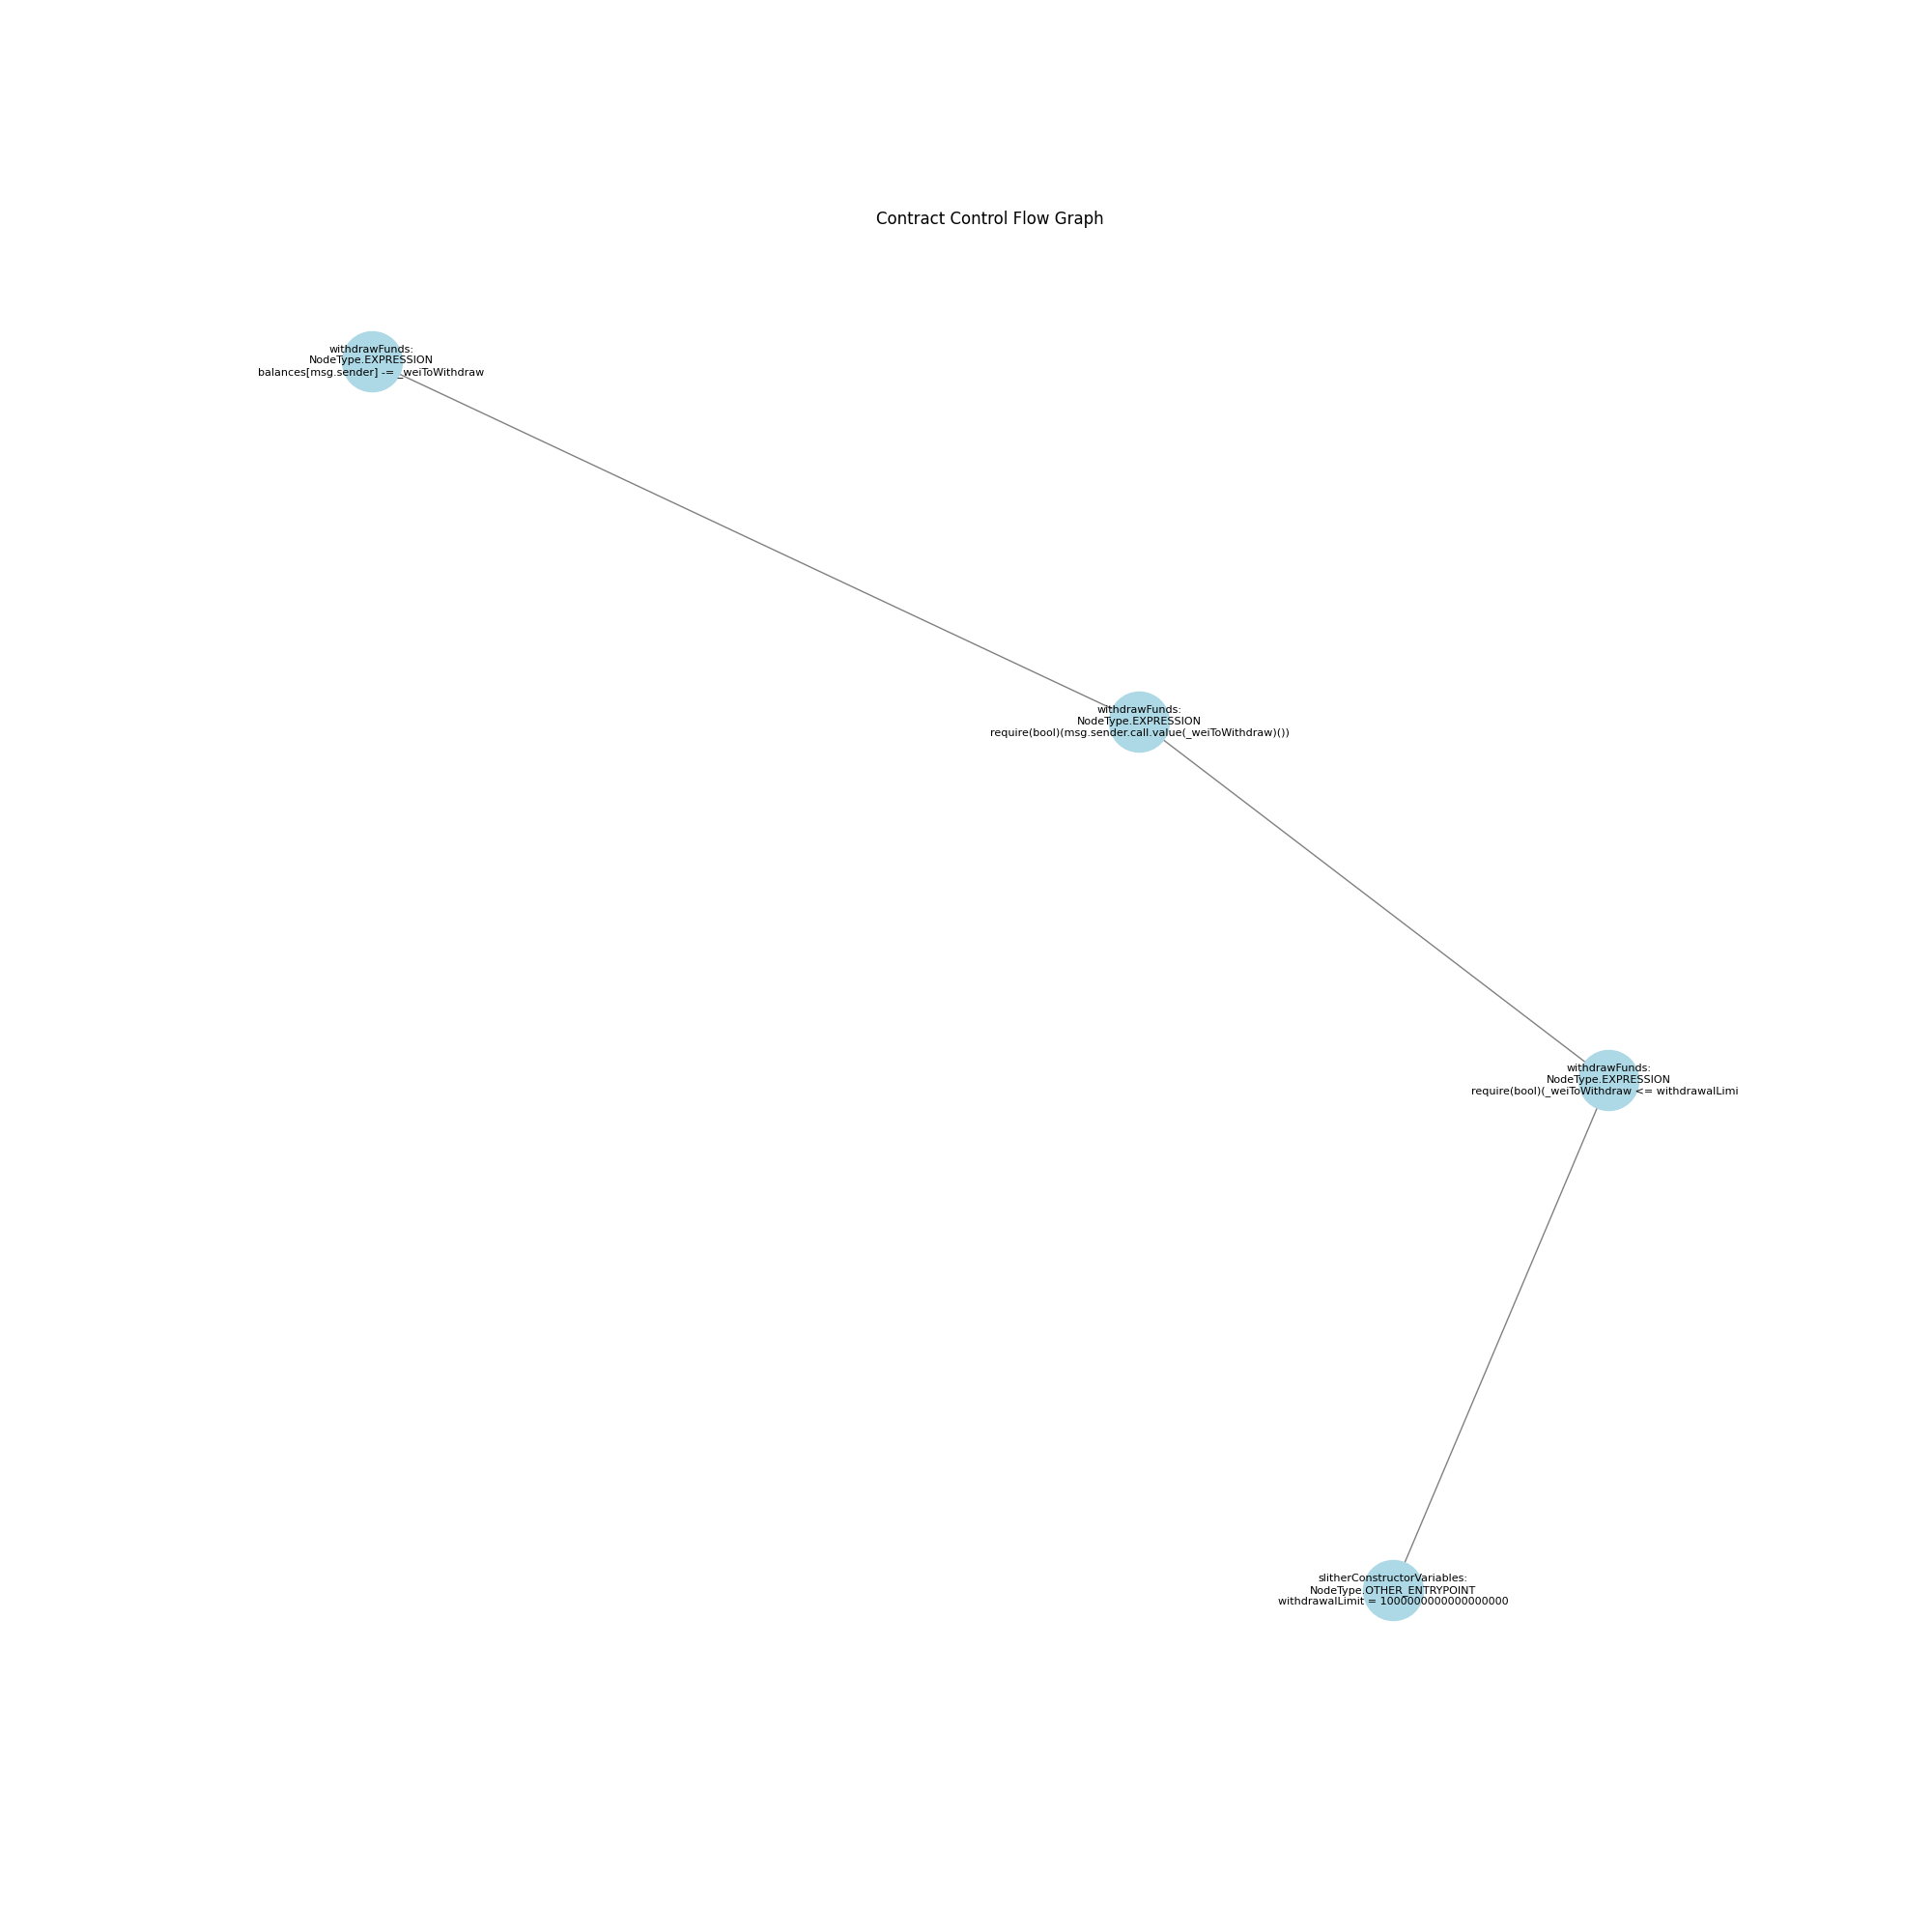 Contract Control Flow Graph
withdrawFunds:
NodeType.EXPRESSION
balances[msg.sender] -= _weiToWithdraw
withdrawFunds:
NodeType.EXPRESSION
require(bool)(msg.sender.call.value(_weiToWithdraw)())
withdrawFunds:
NodeType.EXPRESSION
require(bool)(_weiToWithdraw <= withdrawalLimi
slitherConstructorVariables:
NodeType.OTHER_ENTRYPOINT
withdrawalLimit = 1000000000000000000